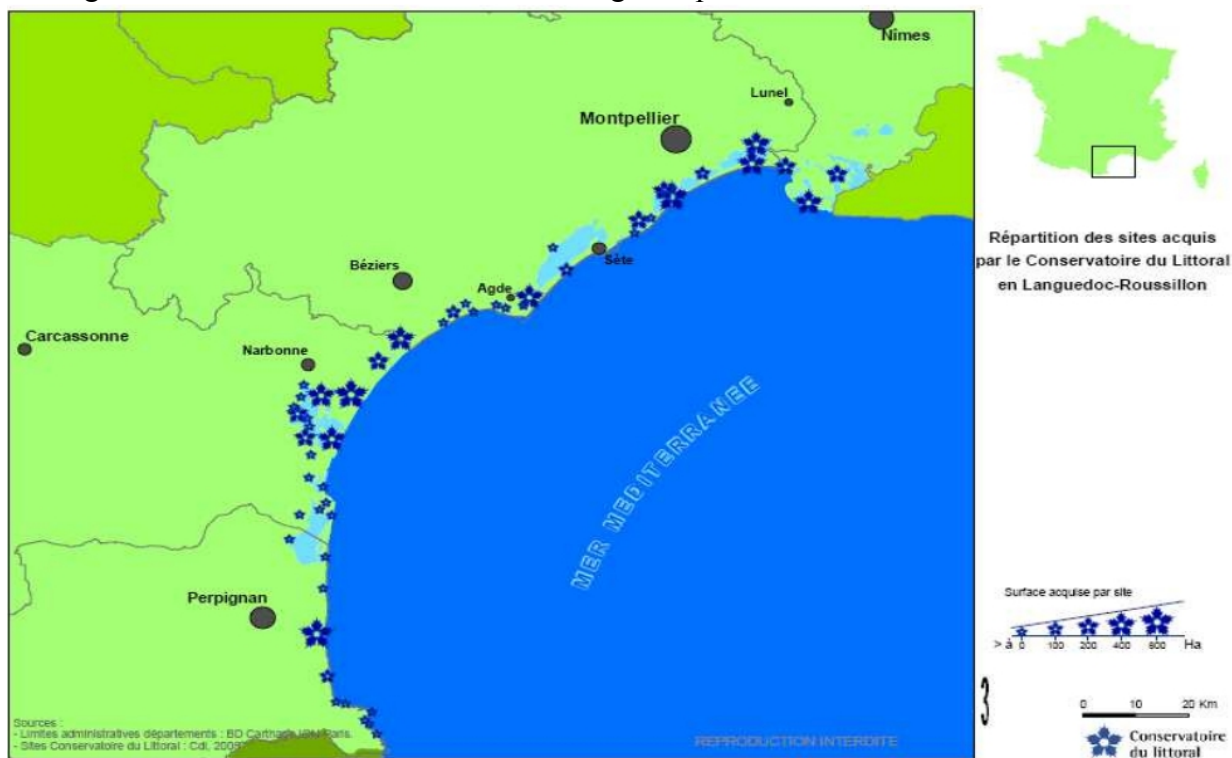 Nîmes
Lunel
Montpellier
Sète
Béziers
Agde
Carcassonne
Narbonne
Perpignan
MER MEDITERRANEE
Sources :
- Limites administratives départements : BD Carthage IGN Paris.
- Sites Conservatoire du Littoral : Cdl,
REPRODUCTION INTERDITE
Répartition des sites acquis
par le Conservatoire du Littoral
en Languedoc-Roussillon
Surface acquise par site
> à 0 100 200 400 600 Ha
3
0 10 20 Km
Conservatoire
du littoral